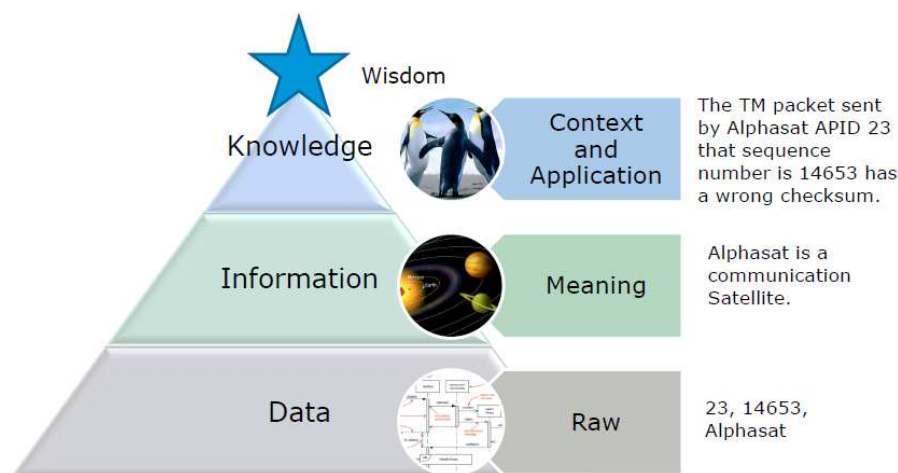 Wisdom
Knowledge
Context
and
Application
The TM packet sent
by Alphasat APID 23
that sequence
number is 14653 has
a wrong checksum.
Information
Meaning
Alphasat is a
communication
Satellite.
Data
Raw
23, 14653,
Alphasat